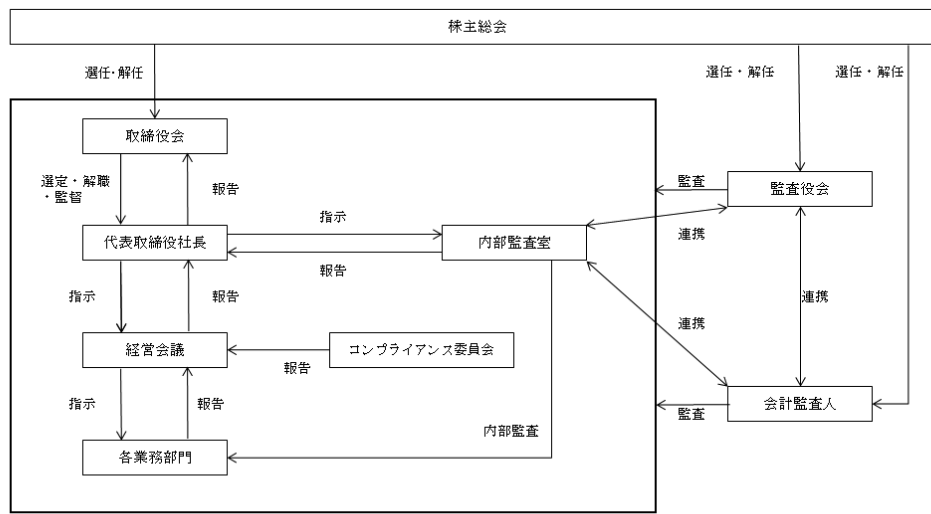 株主総会
選任・解任
選任・解任
選任・解任
取締役会
選定・解職
・監督
報告
監査
監査役会
代表取締役社長
指示
報告
内部監査室
連携
指示
報告
連携
連携
経営会議
報告
コンプライアンス委員会
指示
報告
監査
会計監査人
内部監査
各業務部門